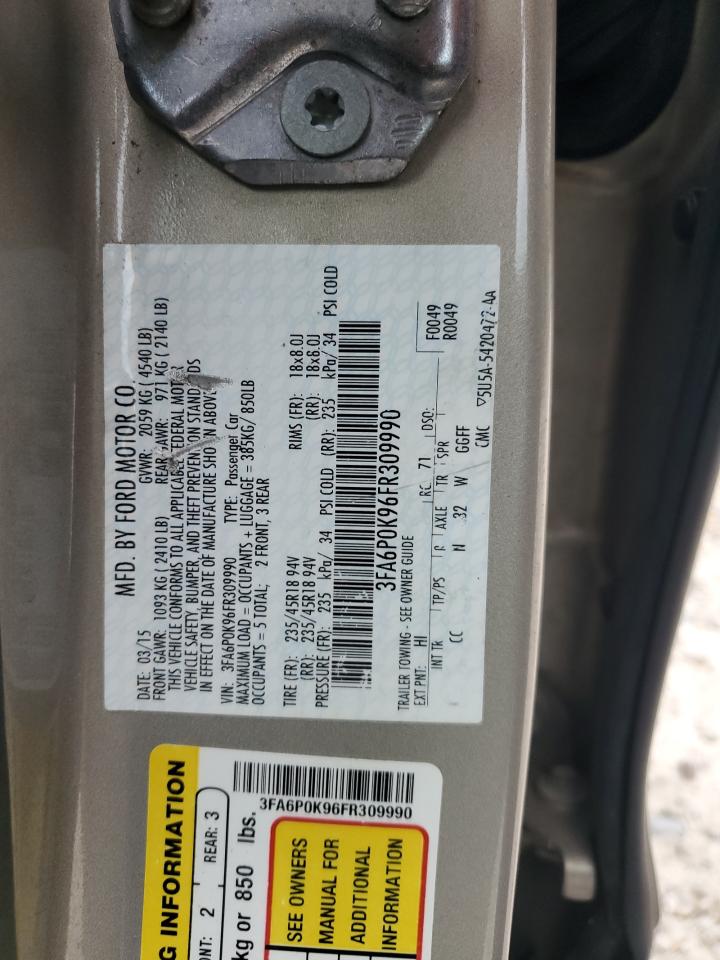 MFD. BY FORD MOTOR CO.
DATE: 03/15 GVWR: 2059 KG ( 4540 LB)
FRONT GAWR: 1093 KG ( 2410 LB) REAR GAWR: 971 KG ( 2140 LB)
THIS VEHICLE CONFORMS TO ALL APPLICABLE FEDERAL MOTOR
VEHICLE SAFETY, BUMPER, AND THEFT PREVENTION STANDARDS
IN EFFECT ON THE DATE OF MANUFACTURE SHOWN ABOVE
VIN: 3FA6P0K96FR309990 TYPE: Passenger Car
MAXIMUM LOAD = OCCUPANTS + LUGGAGE = 385KG/ 850LB
OCCUPANTS = 5 TOTAL; 2 FRONT, 3 REAR
TIRE (FR): 235/45R18 94V RIMS (FR): 18x8.0J
(RR): 235/45R18 94V (RR): 18x8.0J
PRESSURE (FR): 235 kPa/ 34 PSI COLD (RR): 235 kPa/ 34 PSI COLD
3FA6P0K96FR309990
TRAILER TOWING - SEE OWNER GUIDE
EXT PNT: HI RC: 71 DSO: F0049
R0049
INT TR TP/PS R AXLE TR SPR
CC N 32 W GGFF
CMC ▽5U5A-5420472-AA
G INFORMATION
ONT: 2 REAR: 3
kg or 850 lbs.
3FA6P0K96FR309990
SEE OWNERS
MANUAL FOR
ADDITIONAL
INFORMATION